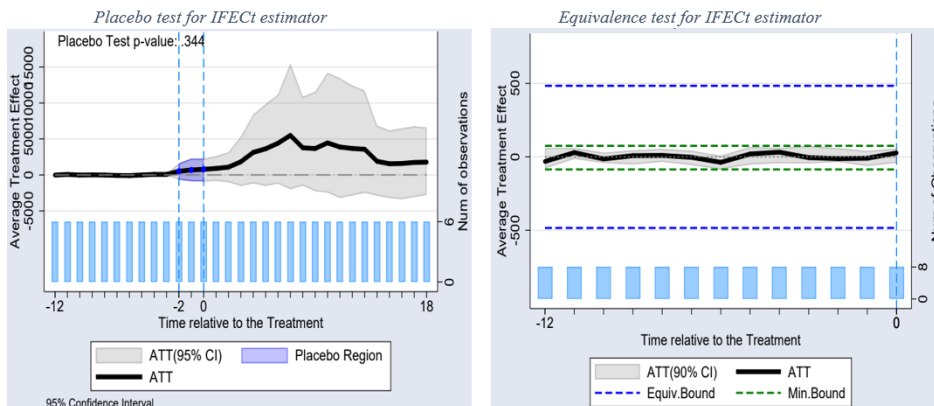 Placebo test for IFECt estimator
Placebo Test p-value: .344
Average Treatment Effect
-5000 0 5000 10000 15000
Num of observations
0 6
-12 -2 0 18
Time relative to the Treatment
ATT(95% CI) Placebo Region
ATT
95% Confidence Interval
Equivalence test for IFECt estimator
Average Treatment Effect
-500 0 500
0 8
-12 0
Time relative to the Treatment
ATT(90% CI) ATT
Equiv.Bound Min.Bound